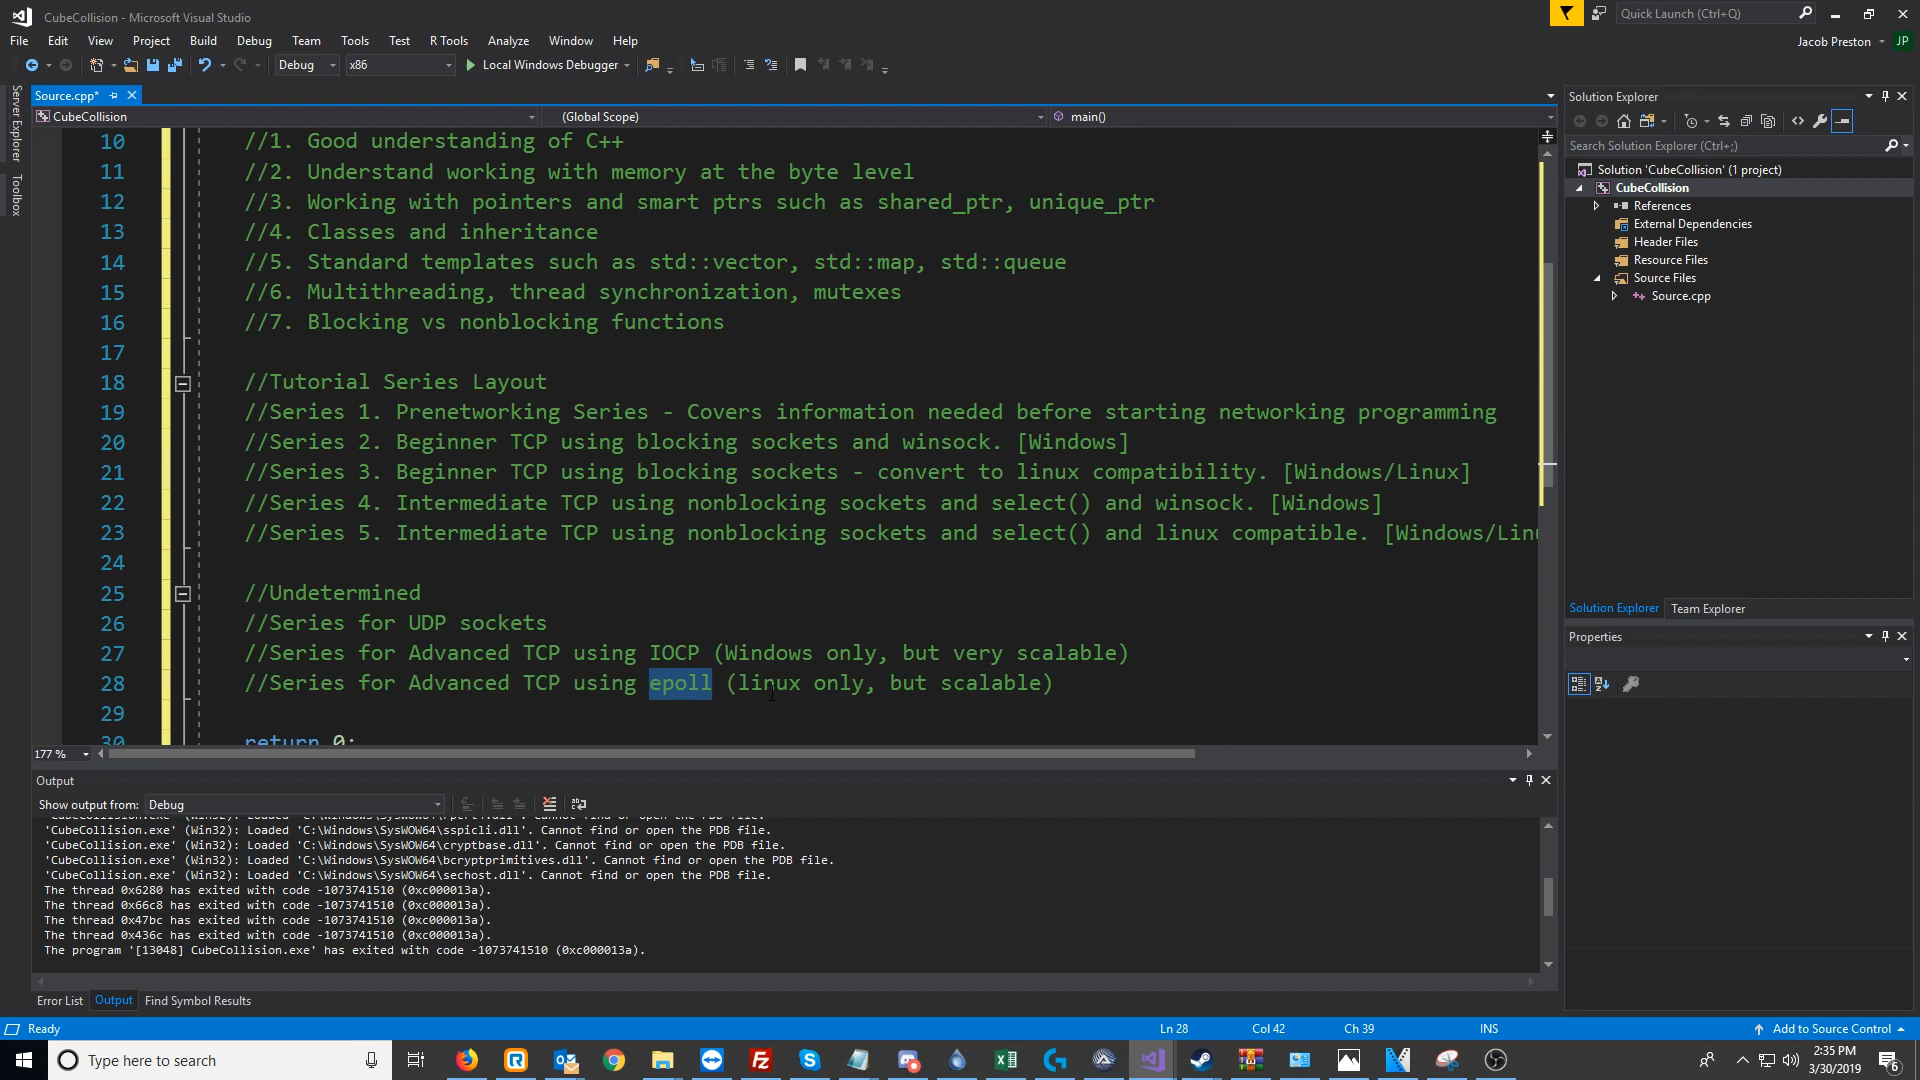 CubeCollision - Microsoft Visual Studio
Quick Launch (Ctrl+Q)
File Edit View Project Build Debug Team Tools Test R Tools Analyze Window Help
Jacob Preston JP
Debug x86 Local Windows Debugger
Server Explorer
Toolbox
Source.cpp*
CubeCollision (Global Scope) main()
10 //1. Good understanding of C++
11 //2. Understand working with memory at the byte level
12 //3. Working with pointers and smart ptrs such as shared_ptr, unique_ptr
13 //4. Classes and inheritance
14 //5. Standard templates such as std::vector, std::map, std::queue
15 //6. Multithreading, thread synchronization, mutexes
16 //7. Blocking vs nonblocking functions
17
18 //Tutorial Series Layout
19 //Series 1. Prenetworking Series - Covers information needed before starting networking programming
20 //Series 2. Beginner TCP using blocking sockets and winsock. [Windows]
21 //Series 3. Beginner TCP using blocking sockets - convert to linux compatibility. [Windows/Linux]
22 //Series 4. Intermediate TCP using nonblocking sockets and select() and winsock. [Windows]
23 //Series 5. Intermediate TCP using nonblocking sockets and select() and linux compatible. [Windows/Lin
24
25 //Undetermined
26 //Series for UDP sockets
27 //Series for Advanced TCP using IOCP (Windows only, but very scalable)
28 //Series for Advanced TCP using epoll (linux only, but scalable)
29
30 return 0;
177 %
Solution Explorer
Search Solution Explorer (Ctrl+;)
Solution 'CubeCollision' (1 project)
CubeCollision
References
External Dependencies
Header Files
Resource Files
Source Files
Source.cpp
Solution Explorer Team Explorer
Properties
Output
Show output from: Debug
'CubeCollision.exe' (Win32): Loaded 'C:\Windows\SysWOW64\sspicli.dll'. Cannot find or open the PDB file.
'CubeCollision.exe' (Win32): Loaded 'C:\Windows\SysWOW64\cryptbase.dll'. Cannot find or open the PDB file.
'CubeCollision.exe' (Win32): Loaded 'C:\Windows\SysWOW64\bcryptprimitives.dll'. Cannot find or open the PDB file.
'CubeCollision.exe' (Win32): Loaded 'C:\Windows\SysWOW64\sechost.dll'. Cannot find or open the PDB file.
The thread 0x6280 has exited with code -1073741510 (0xc000013a).
The thread 0x66c8 has exited with code -1073741510 (0xc000013a).
The thread 0x47bc has exited with code -1073741510 (0xc000013a).
The thread 0x436c has exited with code -1073741510 (0xc000013a).
The program '[13048] CubeCollision.exe' has exited with code -1073741510 (0xc000013a).
Error List Output Find Symbol Results
Ready Ln 28 Col 42 Ch 39 INS Add to Source Control
Type here to search
2:35 PM
3/30/2019
6